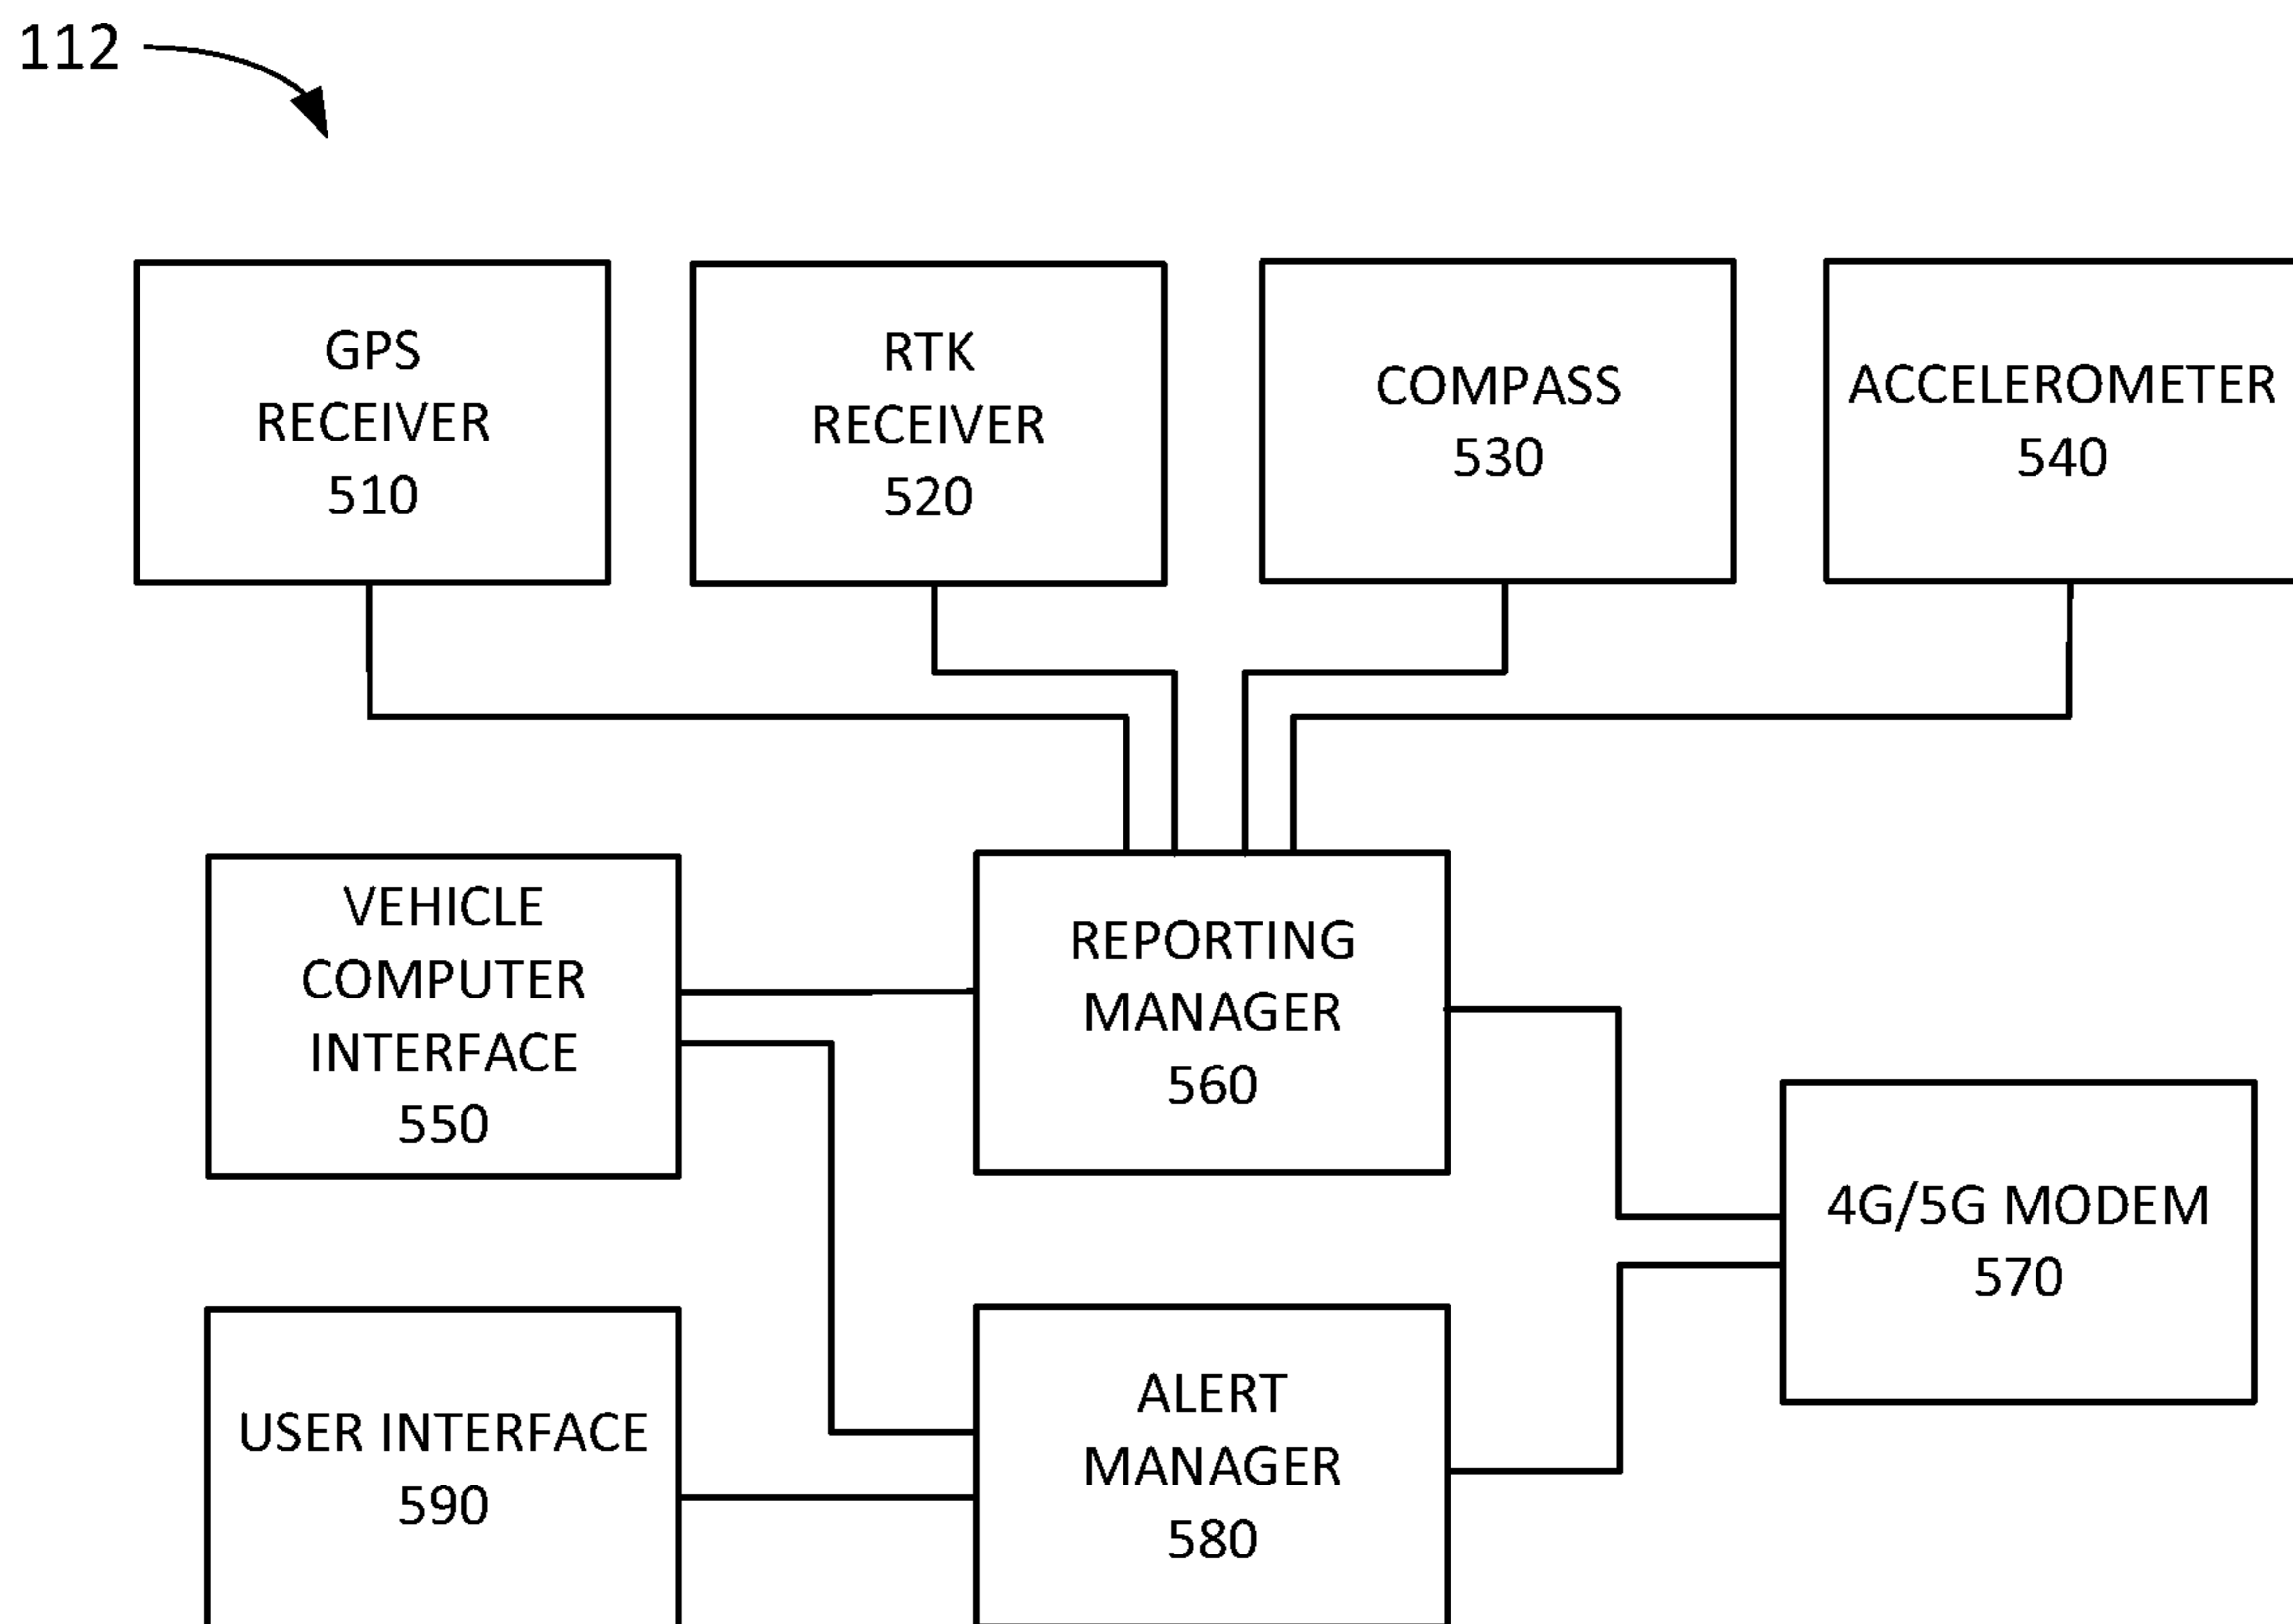 112
GPS
RECEIVER
510
RTK
RECEIVER
520
COMPASS
530
ACCELEROMETER
540
VEHICLE
COMPUTER
INTERFACE
550
REPORTING
MANAGER
560
4G/5G MODEM
570
USER INTERFACE
590
ALERT
MANAGER
580